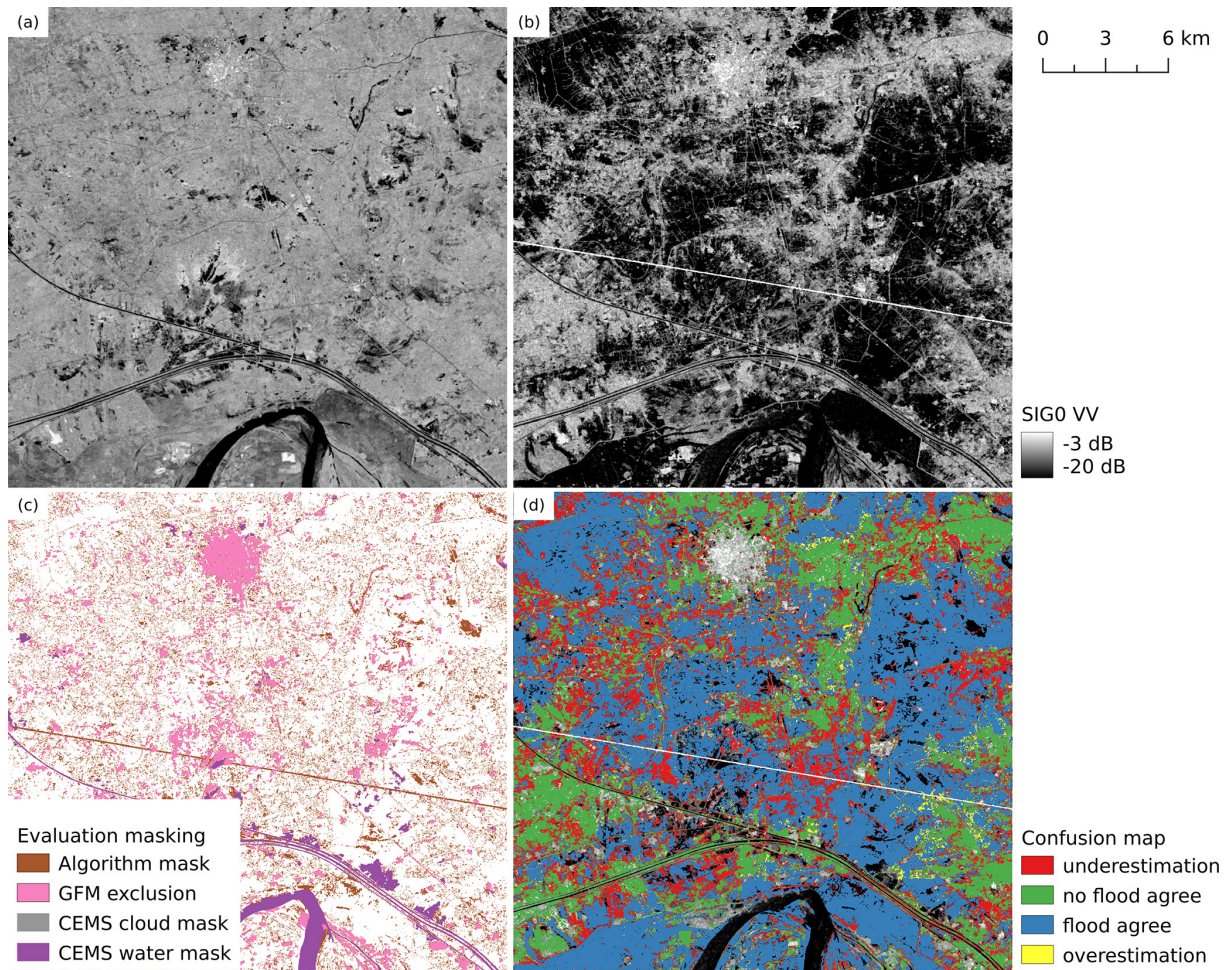 (a)
(b)
0 3 6 km
SIG0 VV
-3 dB
-20 dB
(c)
(d)
Evaluation masking
Algorithm mask
GFM exclusion
CEMS cloud mask
CEMS water mask
Confusion map
underestimation
no flood agree
flood agree
overestimation